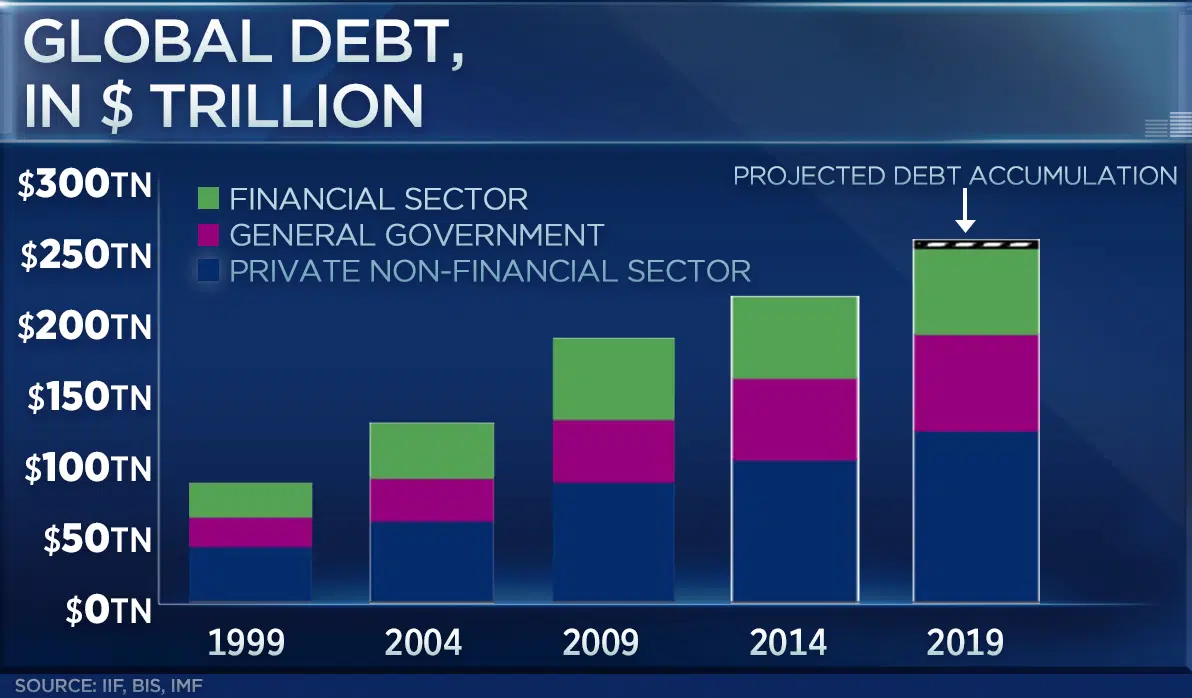 GLOBAL DEBT,
IN $ TRILLION
$300TN
$250TN
$200TN
$150TN
$100TN
$50TN
$0TN
FINANCIAL SECTOR
GENERAL GOVERNMENT
PRIVATE NON-FINANCIAL SECTOR
PROJECTED DEBT ACCUMULATION
1999
2004
2009
2014
2019
SOURCE: IIF, BIS, IMF